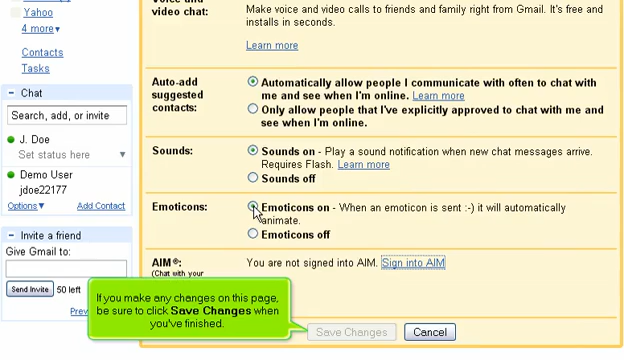 Yahoo
4 more▼
Contacts
Tasks
− Chat
Search, add, or invite
J. Doe
Set status here ▼
Demo User
jdoe22177
Options▼ Add Contact
− Invite a friend
Give Gmail to:
Send Invite 50 left
video chat:
Make voice and video calls to friends and family right from Gmail. It's free and
installs in seconds.
Learn more
Auto-add
suggested
contacts:
Automatically allow people I communicate with often to chat with
me and see when I'm online. Learn more
Only allow people that I've explicitly approved to chat with me and
see when I'm online.
Sounds:
Sounds on - Play a sound notification when new chat messages arrive.
Requires Flash. Learn more
Sounds off
Emoticons:
Emoticons on - When an emoticon is sent :-) it will automatically
animate.
Emoticons off
AIM®:
(Chat with your
You are not signed into AIM. Sign into AIM
If you make any changes on this page,
be sure to click Save Changes when
you've finished.
Save Changes Cancel